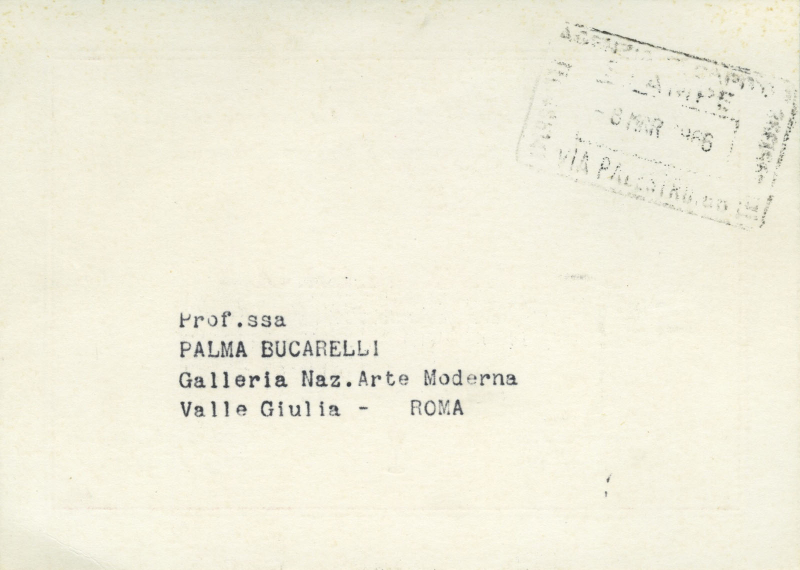 - 8 MAR 1966
VIA PALESTRO,
Prof.ssa
PALMA BUCARELLI
Galleria Naz.Arte Moderna
Valle Giulia - ROMA